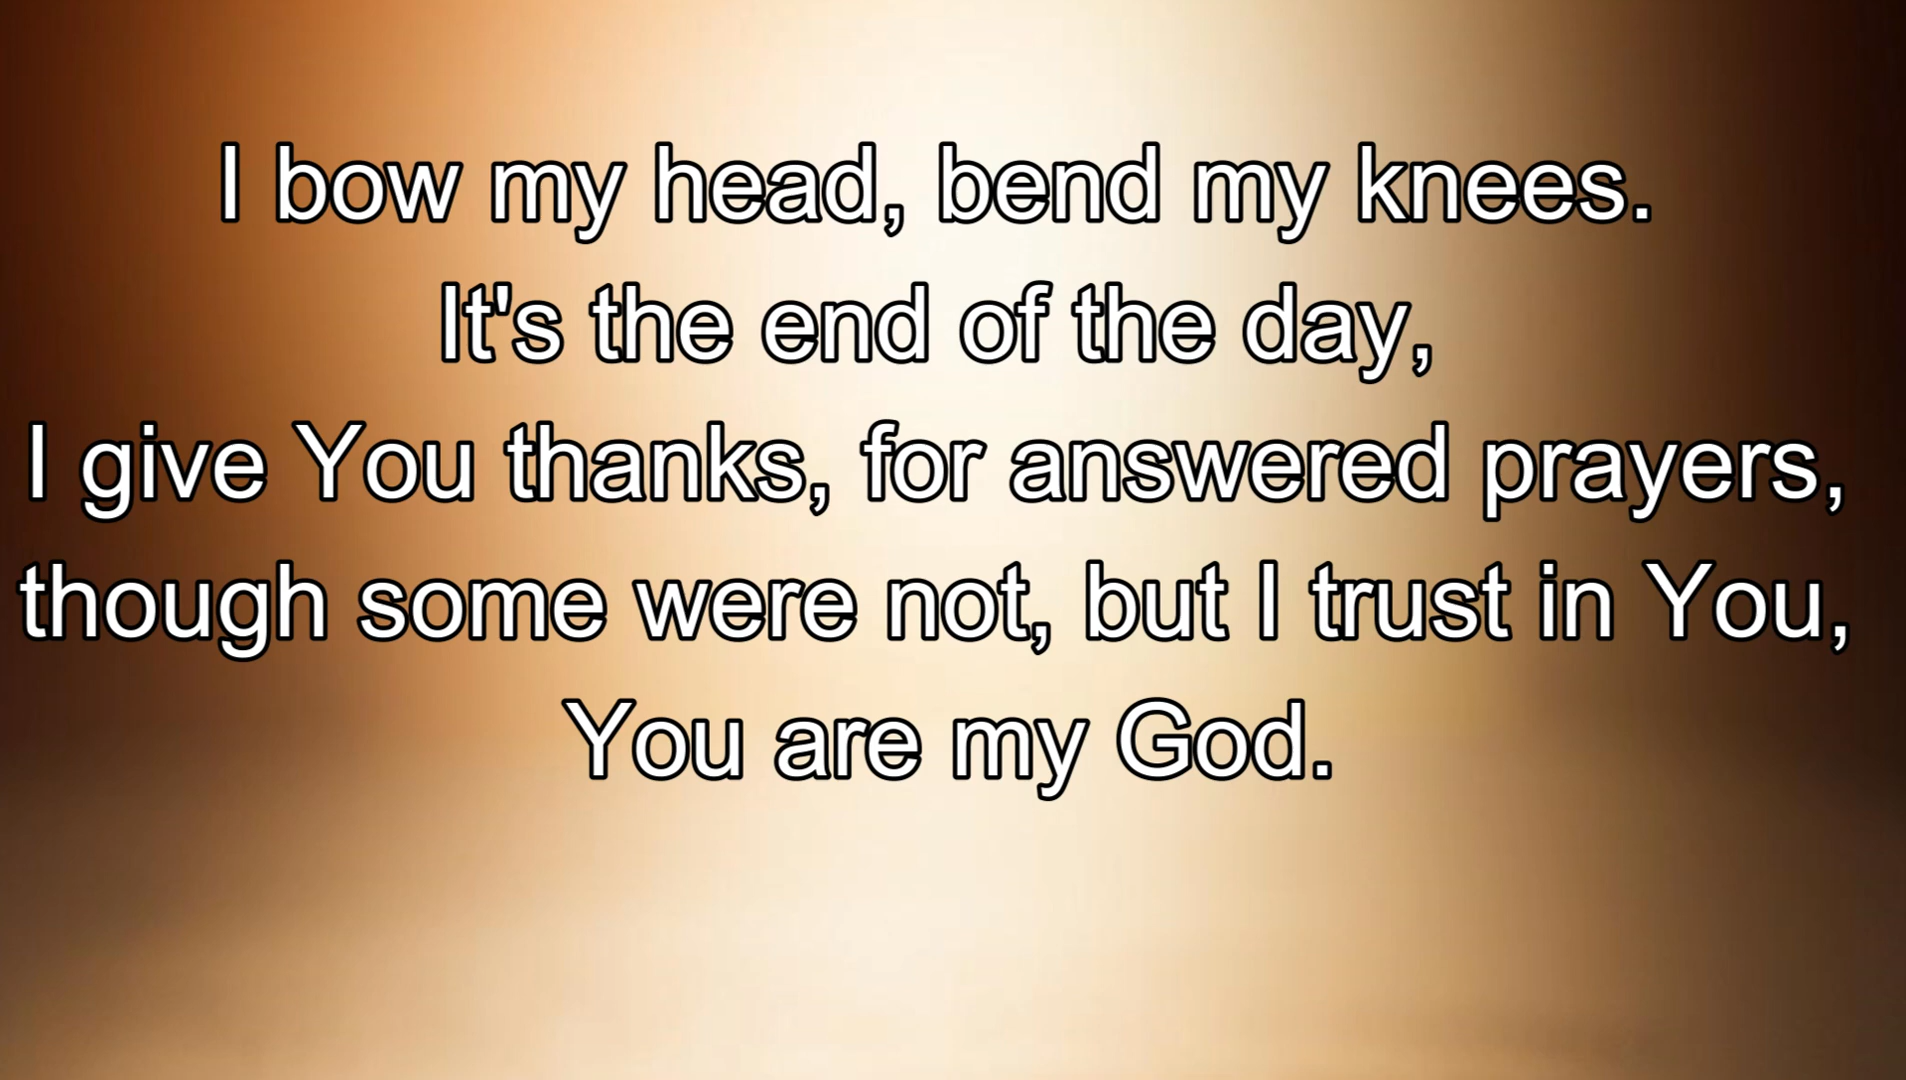 I bow my head, bend my knees.
It's the end of the day,
I give You thanks, for answered prayers,
though some were not, but I trust in You,
You are my God.